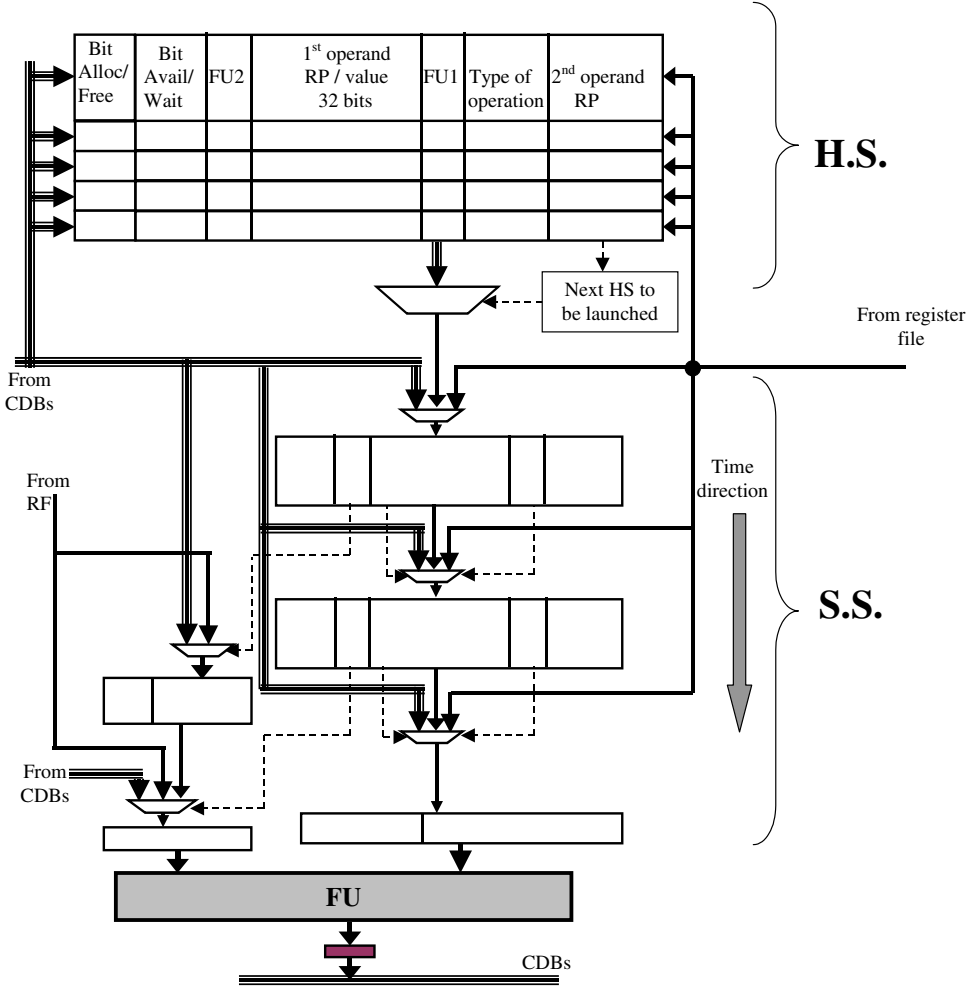 Bit
Alloc/
Free
Bit
Avail/
Wait
FU2
1st operand
RP / value
32 bits
FU1
Type of
operation
2nd operand
RP
H.S.
Next HS to
be launched
From register
file
From
CDBs
From
RF
Time
direction
S.S.
From
CDBs
FU
CDBs